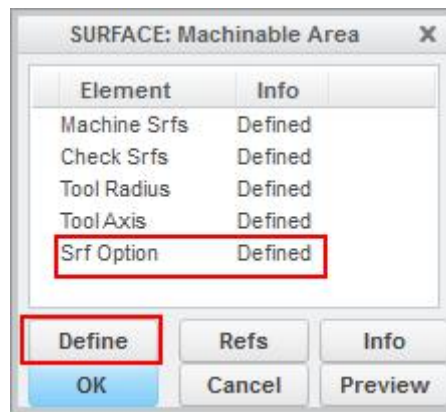 SURFACE: Machinable Area X
Element Info
Machine Srfs Defined
Check Srfs Defined
Tool Radius Defined
Tool Axis Defined
Srf Option Defined
Define Refs Info
OK Cancel Preview